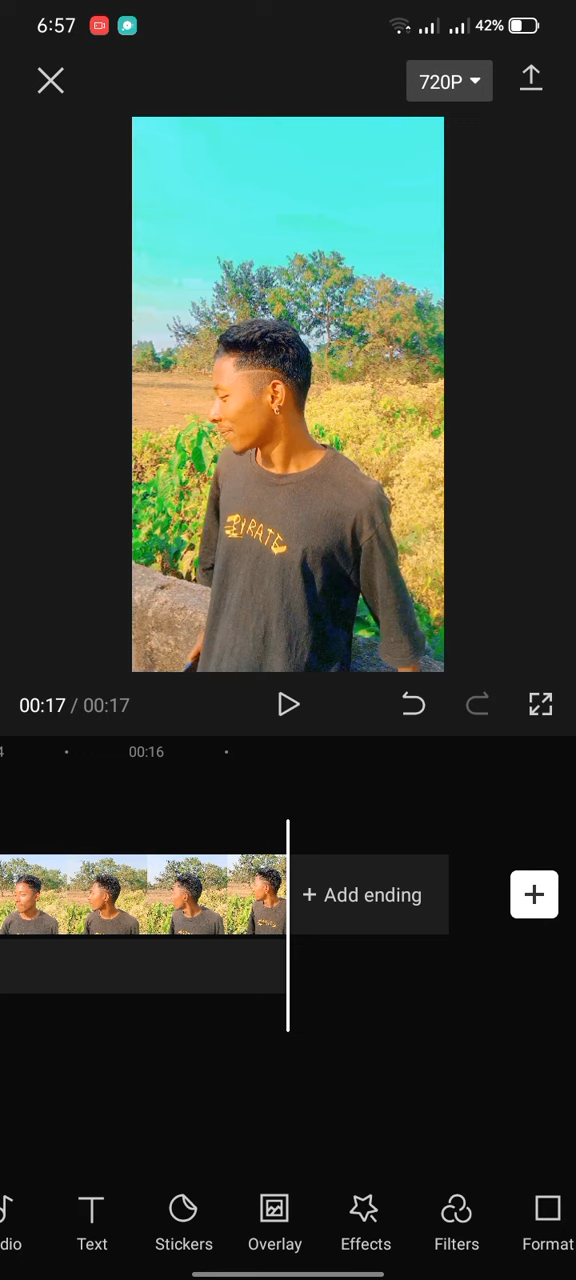 6:57
42%
720P
PIRATE
00:17 / 00:17
00:16
+ Add ending
dio
Text
Stickers
Overlay
Effects
Filters
Format